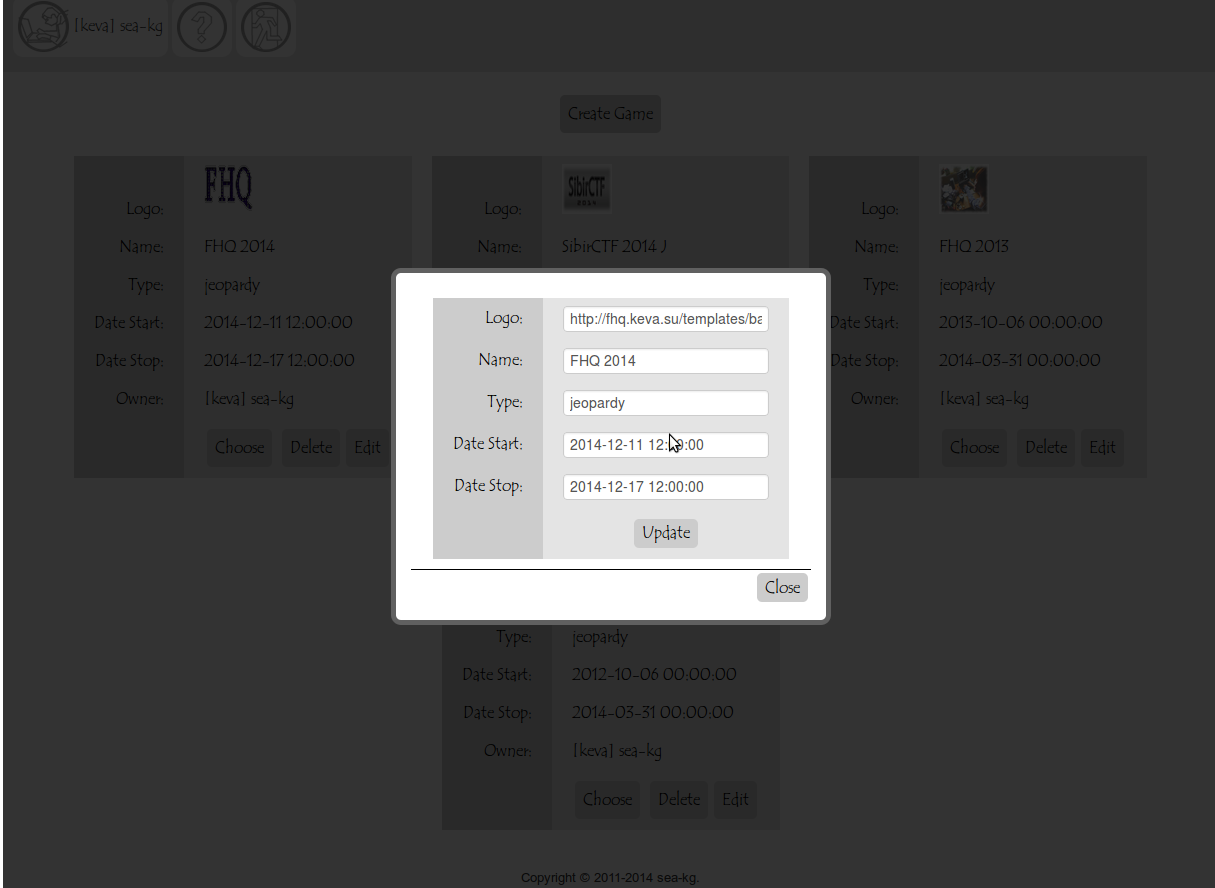 [keva] sea-kg
?
Create Game
Logo: FHQ
Name: FHQ 2014
Type: jeopardy
Date Start: 2014-12-11 12:00:00
Date Stop: 2014-12-17 12:00:00
Owner: [keva] sea-kg
Choose Delete Edit
Logo: SibirCTF 2014
Name: SibirCTF 2014 J
Logo:
Name: FHQ 2013
Type: jeopardy
Date Start: 2013-10-06 00:00:00
Date Stop: 2014-03-31 00:00:00
Owner: [keva] sea-kg
Choose Delete Edit
Logo: http://fhq.keva.su/templates/ba
Name: FHQ 2014
Type: jeopardy
Date Start: 2014-12-11 12:00:00
Date Stop: 2014-12-17 12:00:00
Update
Close
Type: jeopardy
Date Start: 2012-10-06 00:00:00
Date Stop: 2014-03-31 00:00:00
Owner: [keva] sea-kg
Choose Delete Edit
Copyright © 2011-2014 sea-kg.